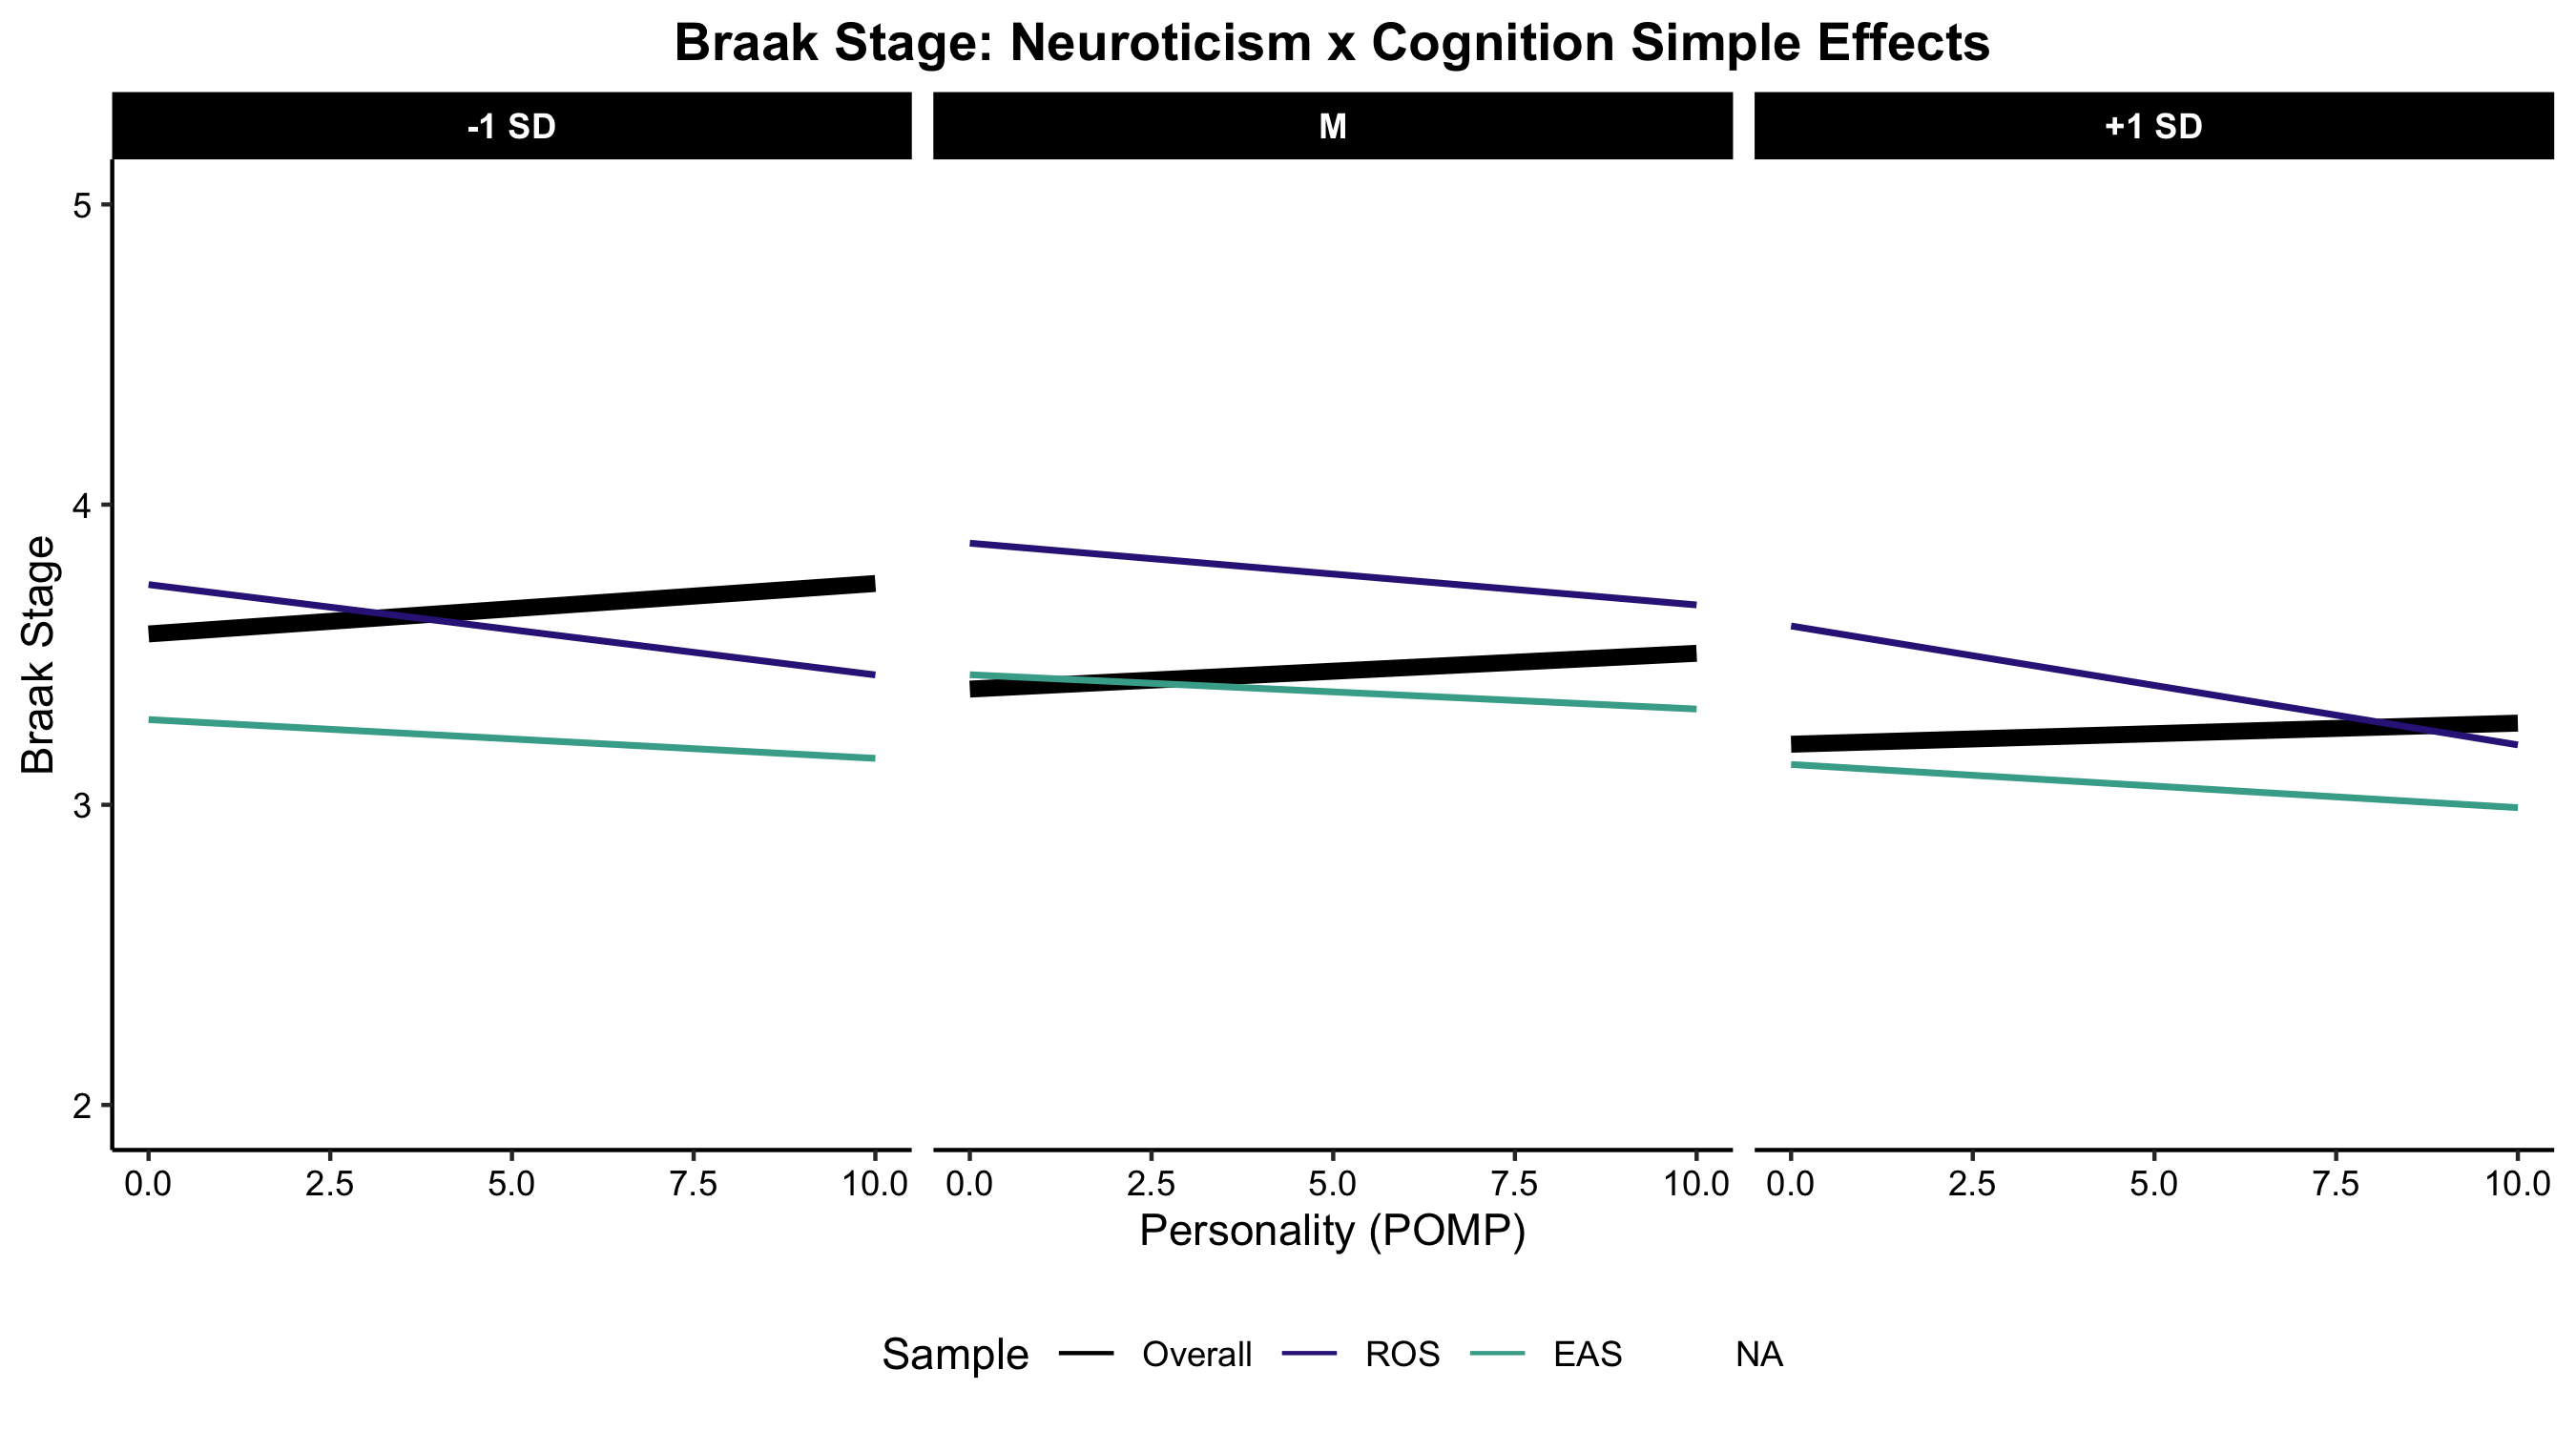 Braak Stage: Neuroticism x Cognition Simple Effects
-1 SD M +1 SD
Braak Stage
5
4
3
2
0.0 2.5 5.0 7.5 10.0 0.0 2.5 5.0 7.5 10.0 0.0 2.5 5.0 7.5 10.0
Personality (POMP)
Sample Overall ROS EAS NA